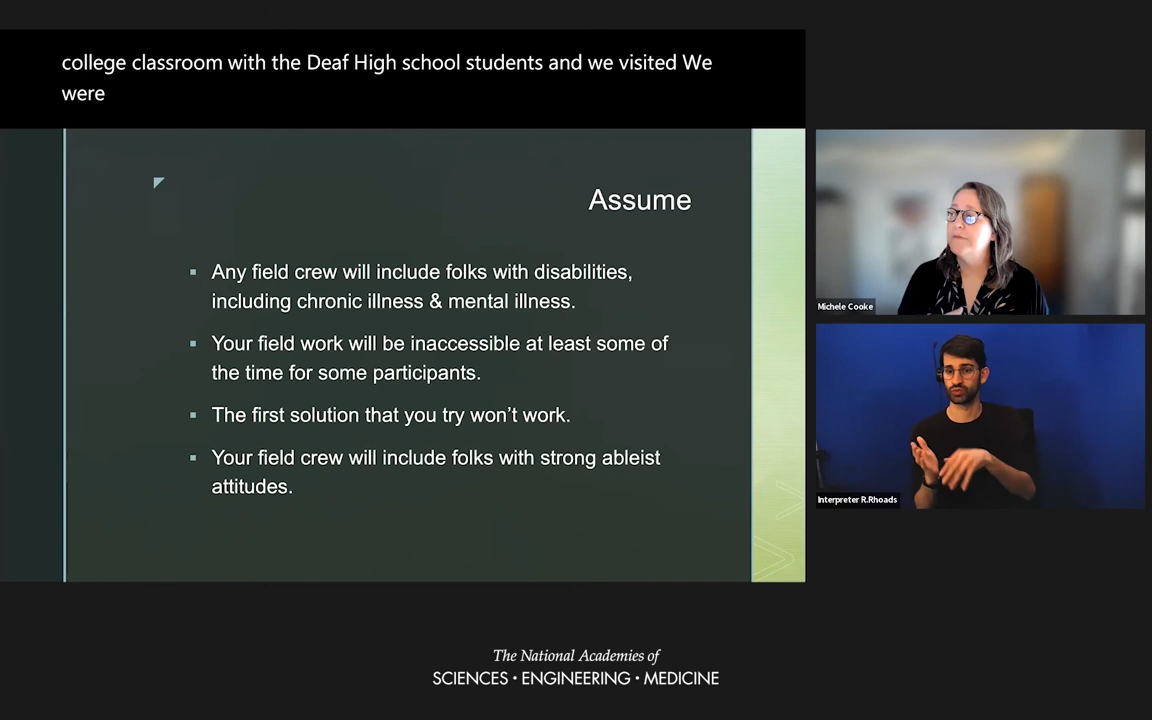 college classroom with the Deaf High school students and we visited We
were
Assume
▪ Any field crew will include folks with disabilities,
including chronic illness & mental illness.
▪ Your field work will be inaccessible at least some of
the time for some participants.
▪ The first solution that you try won't work.
▪ Your field crew will include folks with strong ableist
attitudes.
Michele Cooke
Interpreter R.Rhoads
The National Academies of
SCIENCES • ENGINEERING • MEDICINE